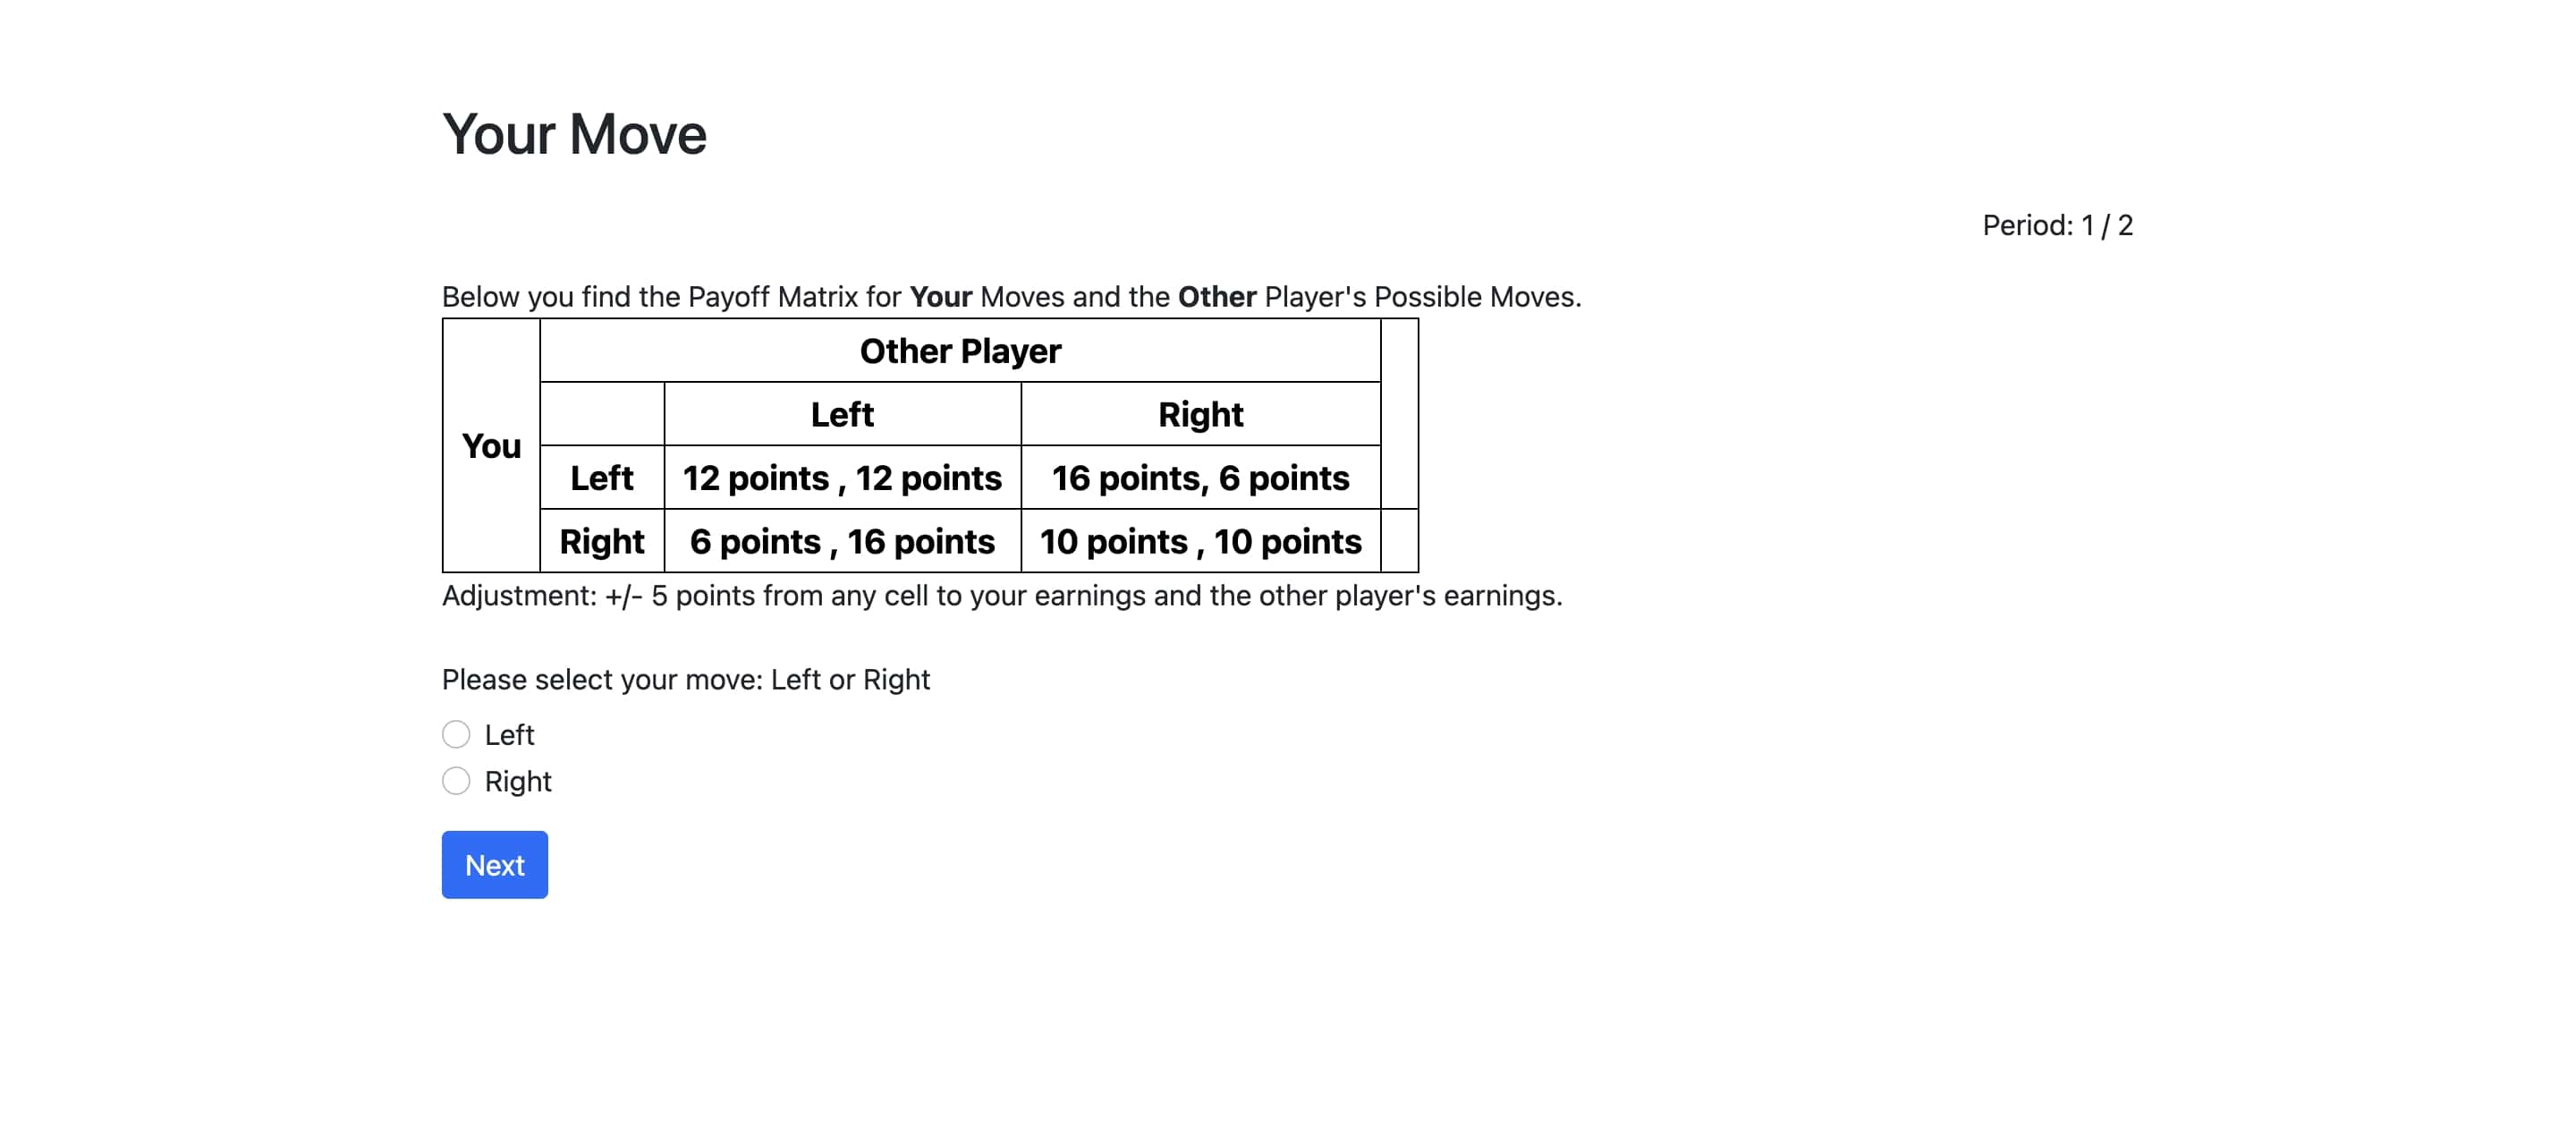 Your Move
Period: 1 / 2
Below you find the Payoff Matrix for Your Moves and the Other Player's Possible Moves.
Other Player
You
Left Right
Left 12 points , 12 points 16 points, 6 points
Right 6 points , 16 points 10 points , 10 points
Adjustment: +/- 5 points from any cell to your earnings and the other player's earnings.
Please select your move: Left or Right
Left
Right
Next